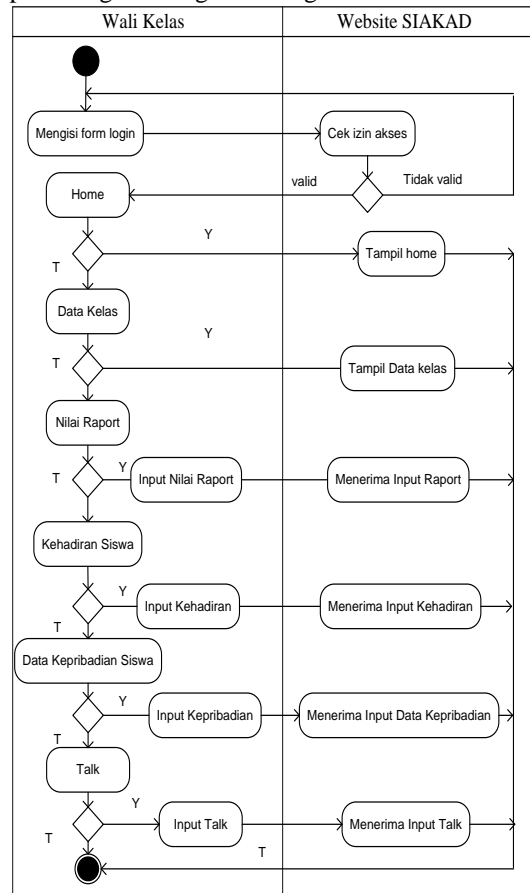 Wali Kelas Website SIAKAD
Mengisi form login Cek izin akses
valid Tidak valid
Home
Y
T Tampil home
Data Kelas
Y
T Tampil Data kelas
Nilai Raport
T Y Input Nilai Raport Menerima Input Raport
Kehadiran Siswa
Y Input Kehadiran Menerima Input Kehadiran
T
Data Kepribadian Siswa
Y Input Kepribadian Menerima Input Data Kepribadian
T
Talk
Y
Input Talk Menerima Input Talk
T T